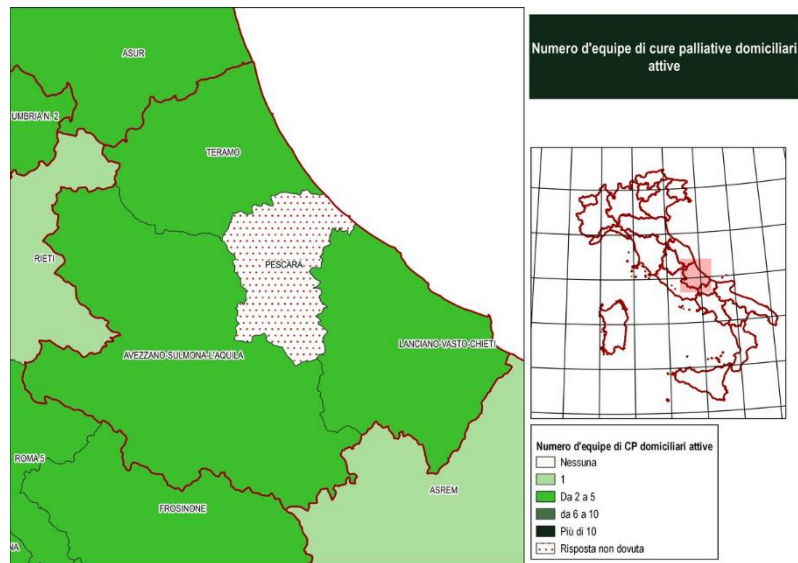 Numero d'equipe di cure palliative domiciliari
attive
ASUR
UMBRIA N. 2
TERAMO
RIETI
PESCARA
LANCIANO-VASTO-CHIETI
AVEZZANO-SULMONA-L'AQUILA
ROMA 5
ASREM
FROSINONE
NA
Numero d'equipe di CP domiciliari attive
Nessuna
1
Da 2 a 5
da 6 a 10
Più di 10
Risposta non dovuta